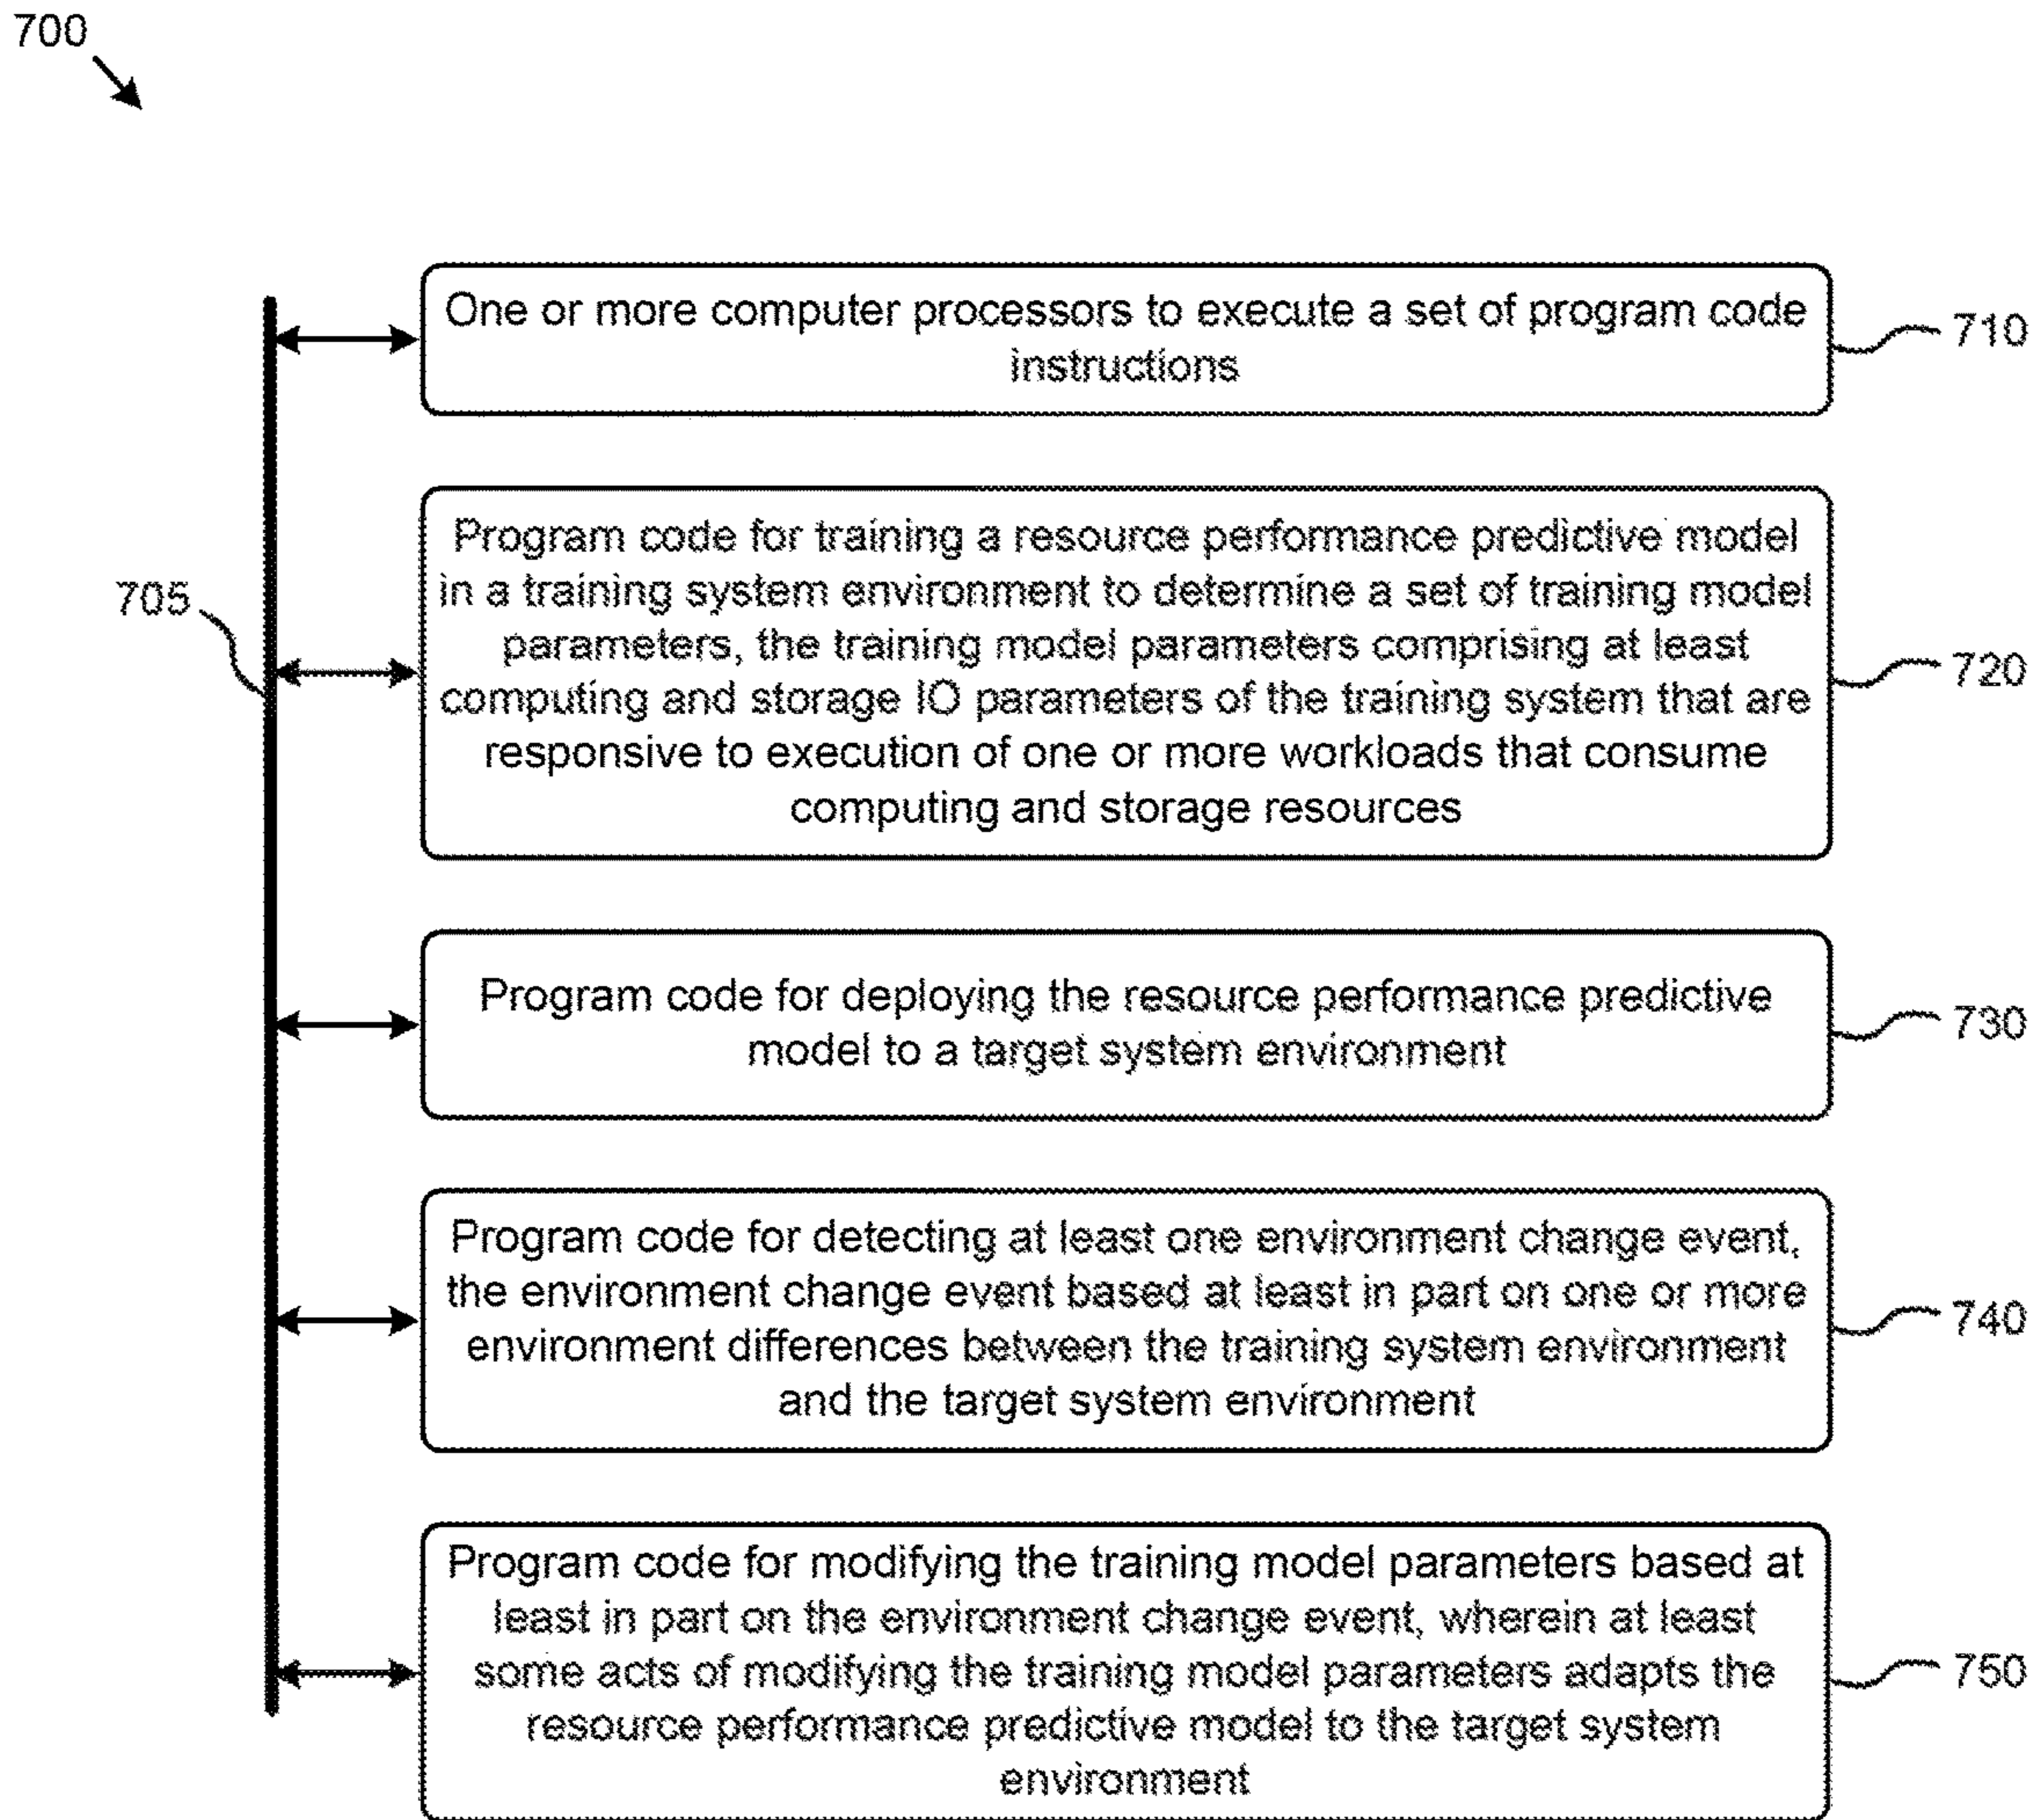 700
One or more computer processors to execute a set of program code
instructions
710
Program code for training a resource performance predictive model
in a training system environment to determine a set of training model
parameters, the training model parameters comprising at least
computing and storage IO parameters of the training system that are
responsive to execution of one or more workloads that consume
computing and storage resources
705
720
Program code for deploying the resource performance predictive
model to a target system environment
730
Program code for detecting at least one environment change event,
the environment change event based at least in part on one or more
environment differences between the training system environment
and the target system environment
740
Program code for modifying the training model parameters based at
least in part on the environment change event, wherein at least
some acts of modifying the training model parameters adapts the
resource performance predictive model to the target system
environment
750